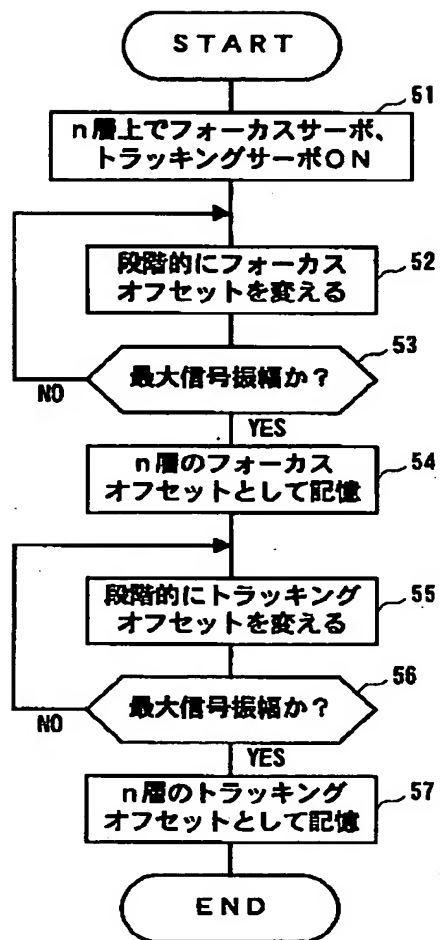 START
51
n層上でフォーカスサーボ、
トラッキングサーボON
段階的にフォーカス
オフセットを変える
52
最大信号振幅か？
53
NO
YES
n層のフォーカス
オフセットとして記憶
54
段階的にトラッキング
オフセットを変える
55
最大信号振幅か？
56
NO
YES
n層のトラッキング
オフセットとして記憶
57
END